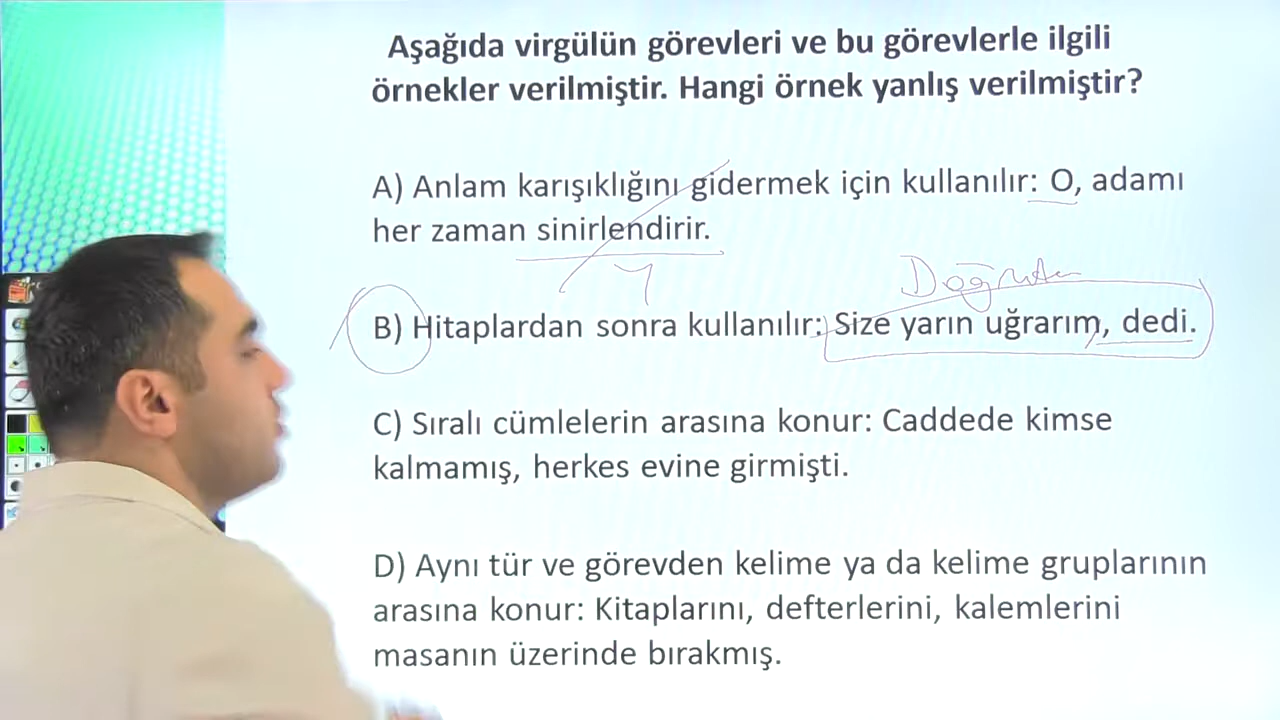 Aşağıda virgülün görevleri ve bu görevlerle ilgili
örnekler verilmiştir. Hangi örnek yanlış verilmiştir?
A) Anlam karışıklığını gidermek için kullanılır: O, adamı
her zaman sinirlendirir.
Doğrudan
B) Hitaplardan sonra kullanılır: Size yarın uğrarım, dedi.
C) Sıralı cümlelerin arasına konur: Caddede kimse
kalmamış, herkes evine girmişti.
D) Aynı tür ve görevden kelime ya da kelime gruplarının
arasına konur: Kitaplarını, defterlerini, kalemlerini
masanın üzerinde bırakmış.